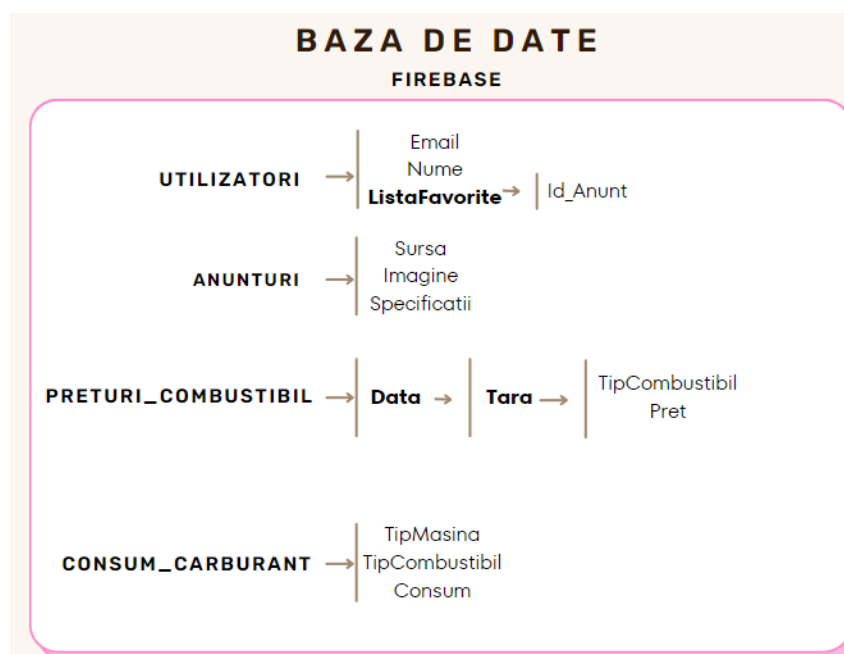 BAZA DE DATE
FIREBASE
UTILIZATORI
Email
Nume
ListaFavorite
Id_Anunt
ANUNTURI
Sursa
Imagine
Specificatii
PRETURI_COMBUSTIBIL
Data
Tara
TipCombustibil
Pret
CONSUM_CARBURANT
TipMasina
TipCombustibil
Consum